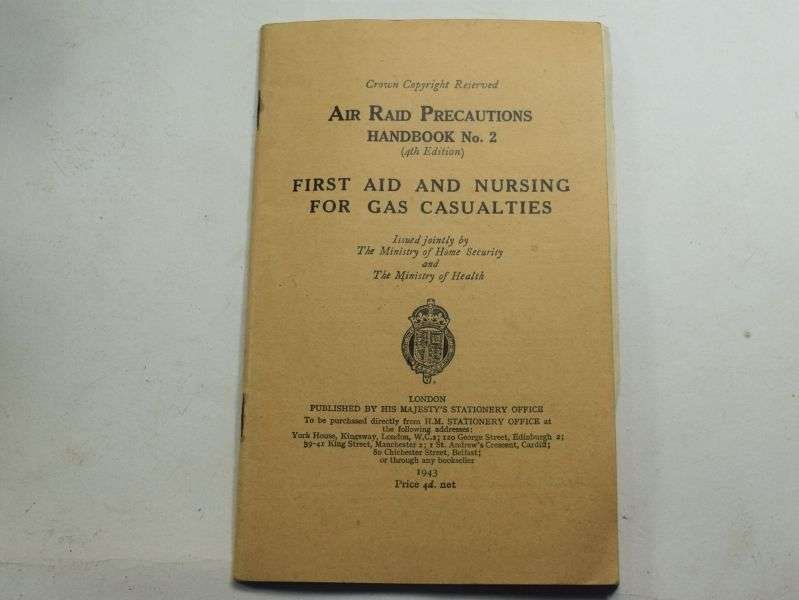 Crown Copyright Reserved
AIR RAID PRECAUTIONS
HANDBOOK No. 2
(4th Edition)
FIRST AID AND NURSING
FOR GAS CASUALTIES
Issued jointly by
The Ministry of Home Security
and
The Ministry of Health
LONDON
PUBLISHED BY HIS MAJESTY'S STATIONERY OFFICE
To be purchased directly from H.M. STATIONERY OFFICE at
the following addresses:
York House, Kingsway, London, W.C.2; 120 George Street, Edinburgh 2;
39-41 King Street, Manchester 2; 1 St. Andrew's Crescent, Cardiff;
80 Chichester Street, Belfast;
or through any bookseller
1943
Price 4d. net